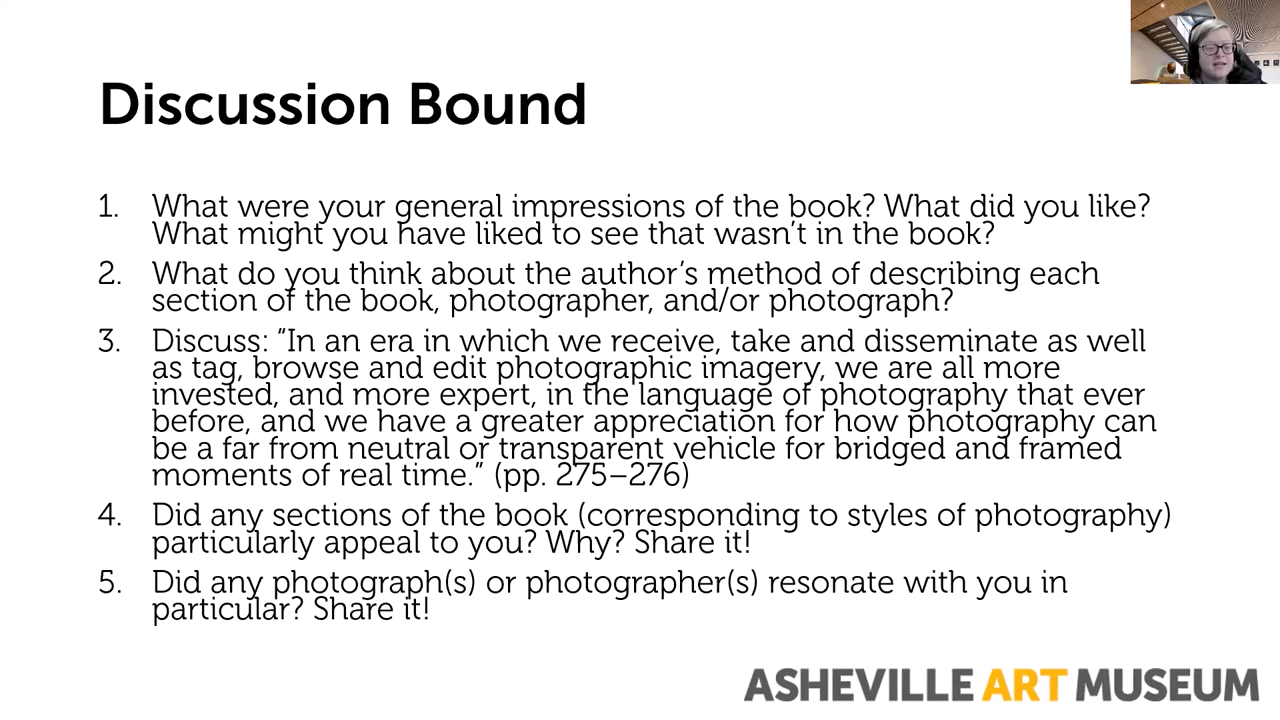 Discussion Bound
1. What were your general impressions of the book? What did you like?
What might you have liked to see that wasn't in the book?
2. What do you think about the author's method of describing each
section of the book, photographer, and/or photograph?
3. Discuss: "In an era in which we receive, take and disseminate as well
as tag, browse and edit photographic imagery, we are all more
invested, and more expert, in the language of photography that ever
before, and we have a greater appreciation for how photography can
be a far from neutral or transparent vehicle for bridged and framed
moments of real time." (pp. 275–276)
4. Did any sections of the book (corresponding to styles of photography)
particularly appeal to you? Why? Share it!
5. Did any photograph(s) or photographer(s) resonate with you in
particular? Share it!
ASHEVILLE ART MUSEUM